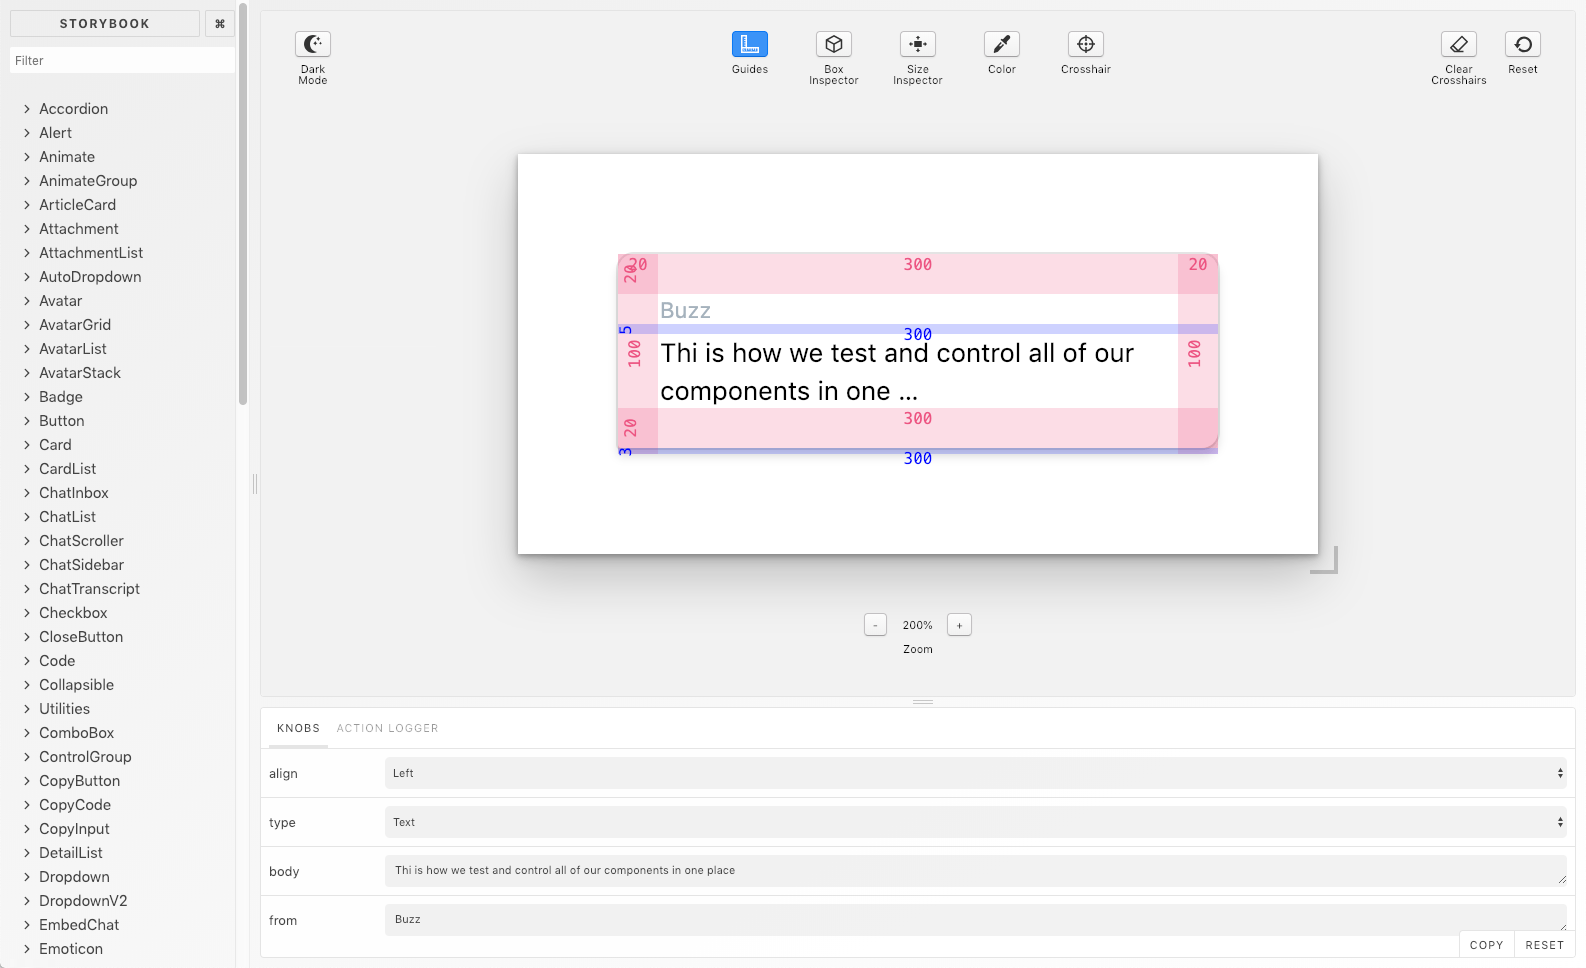 STORYBOOK ⌘
Filter
Accordion
Alert
Animate
AnimateGroup
ArticleCard
Attachment
AttachmentList
AutoDropdown
Avatar
AvatarGrid
AvatarList
AvatarStack
Badge
Button
Card
CardList
ChatInbox
ChatList
ChatScroller
ChatSidebar
ChatTranscript
Checkbox
CloseButton
Code
Collapsible
Utilities
ComboBox
ControlGroup
CopyButton
CopyCode
CopyInput
DetailList
Dropdown
DropdownV2
EmbedChat
Emoticon
Dark
Mode
Guides
Box
Inspector
Size
Inspector
Color
Crosshair
Clear
Crosshairs
Reset
20 20 300 20
Buzz
5 300
100 100
Thi is how we test and control all of our
components in one ...
20 300
3 300
- 200% +
Zoom
KNOBS ACTION LOGGER
align Left
type Text
body Thi is how we test and control all of our components in one place
from Buzz
COPY RESET